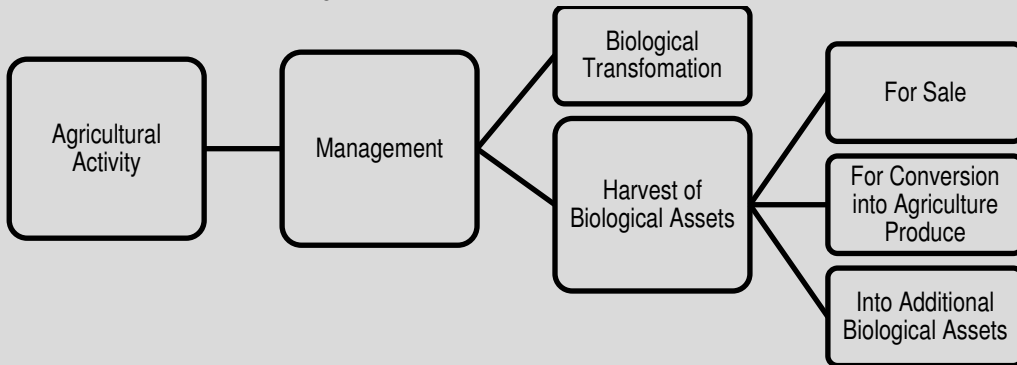 Agricultural
Activity
Management
Biological
Transfomation
Harvest of
Biological Assets
For Sale
For Conversion
into Agriculture
Produce
Into Additional
Biological Assets